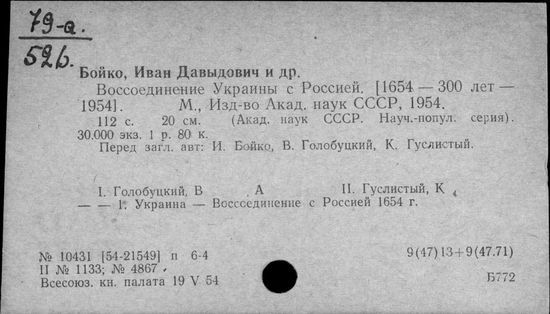 79-а.
526.
Бойко, Иван Давыдович и др.
Воссоединение Украины с Россией. [1654 — 300 лет —
1954]. М., Изд-во Акад. наук СССР, 1954.
112 с. 20 см. (Акад. наук СССР. Науч.-попул. серия).
30.000 экз. 1 р. 80 к.
Перед загл. авт: И. Бойко, В. Голобуцкий, К. Гуслистый.
I. Голобуцкий, В А II. Гуслистый, К
— — 1. Украина — Воссоединение с Россией 1654 г.
№ 10431 [54-21549] п 6-4 9(47)13+9(47.71)
II № 1133; № 4867
Всесоюз. кн. палата 19 V 54 Б772